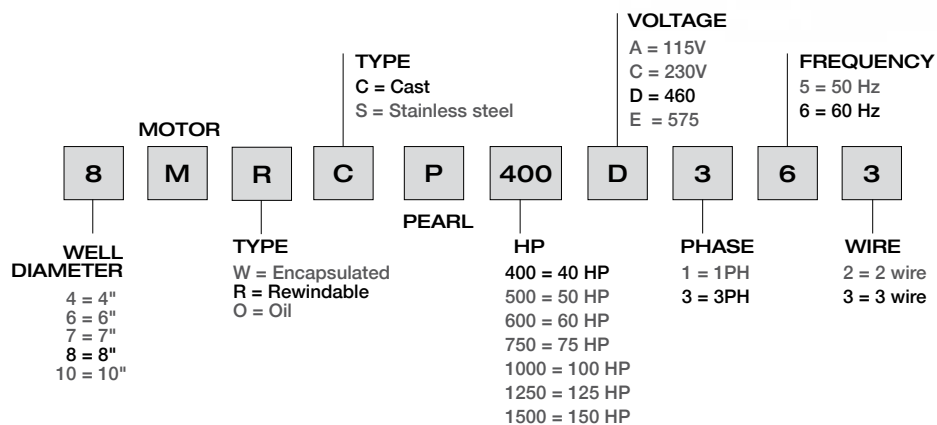 VOLTAGE
A = 115V
C = 230V
D = 460
E = 575
TYPE
C = Cast
S = Stainless steel
FREQUENCY
5 = 50 Hz
6 = 60 Hz
MOTOR
8 M R C P 400 D 3 6 3
PEARL
WELL
DIAMETER
4 = 4"
6 = 6"
7 = 7"
8 = 8"
10 = 10"
TYPE
W = Encapsulated
R = Rewindable
O = Oil
HP
400 = 40 HP
500 = 50 HP
600 = 60 HP
750 = 75 HP
1000 = 100 HP
1250 = 125 HP
1500 = 150 HP
PHASE
1 = 1PH
3 = 3PH
WIRE
2 = 2 wire
3 = 3 wire